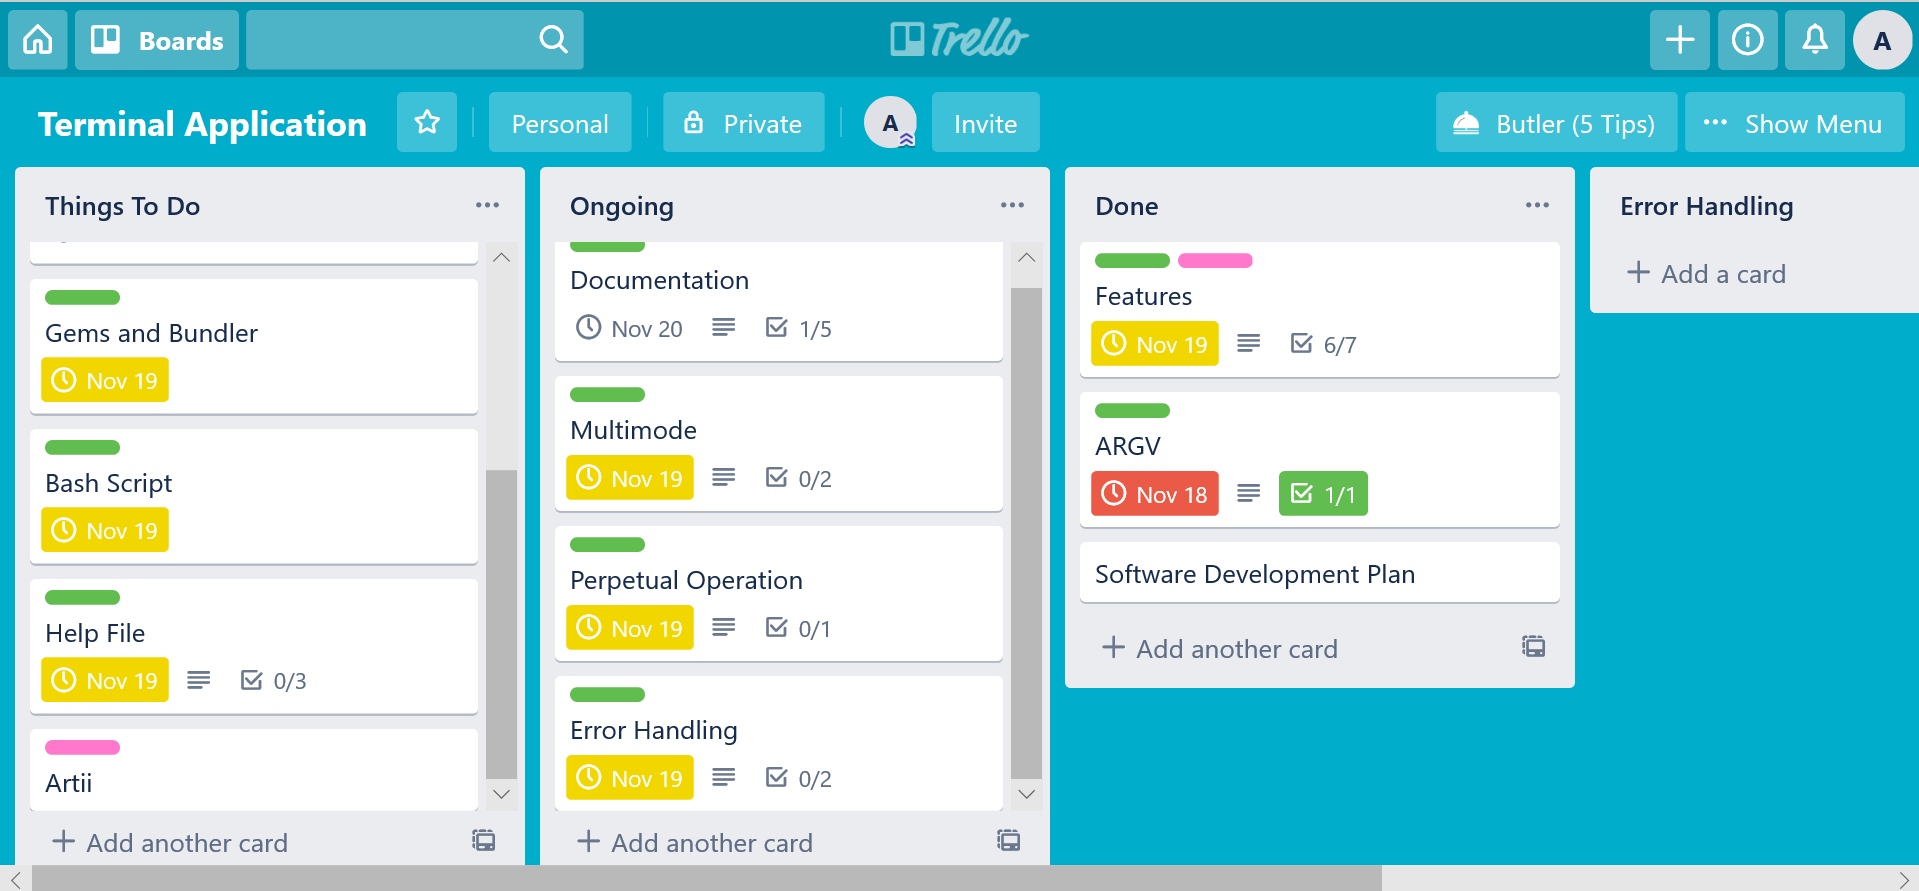 Boards
Trello
A
Terminal Application
Personal
Private
A
Invite
Butler (5 Tips)
... Show Menu
Things To Do ...
Gems and Bundler
Nov 19
Bash Script
Nov 19
Help File
Nov 19 0/3
Artii
+ Add another card
Ongoing ...
Documentation
Nov 20 1/5
Multimode
Nov 19 0/2
Perpetual Operation
Nov 19 0/1
Error Handling
Nov 19 0/2
+ Add another card
Done ...
Features
Nov 19 6/7
ARGV
Nov 18 1/1
Software Development Plan
+ Add another card
Error Handling
+ Add a card